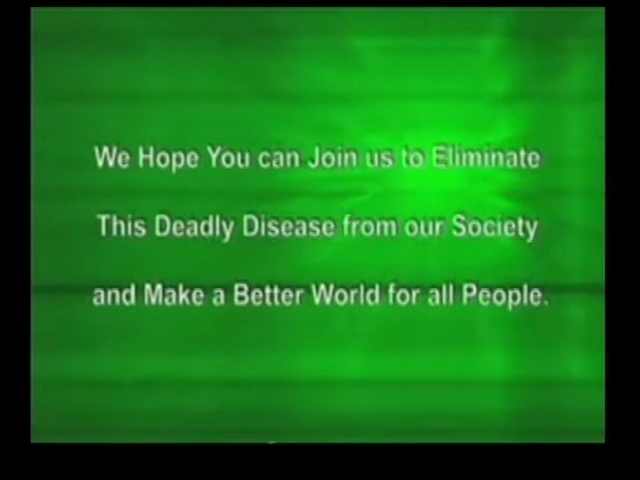 We Hope You can Join us to Eliminate
This Deadly Disease from our Society
and Make a Better World for all People.